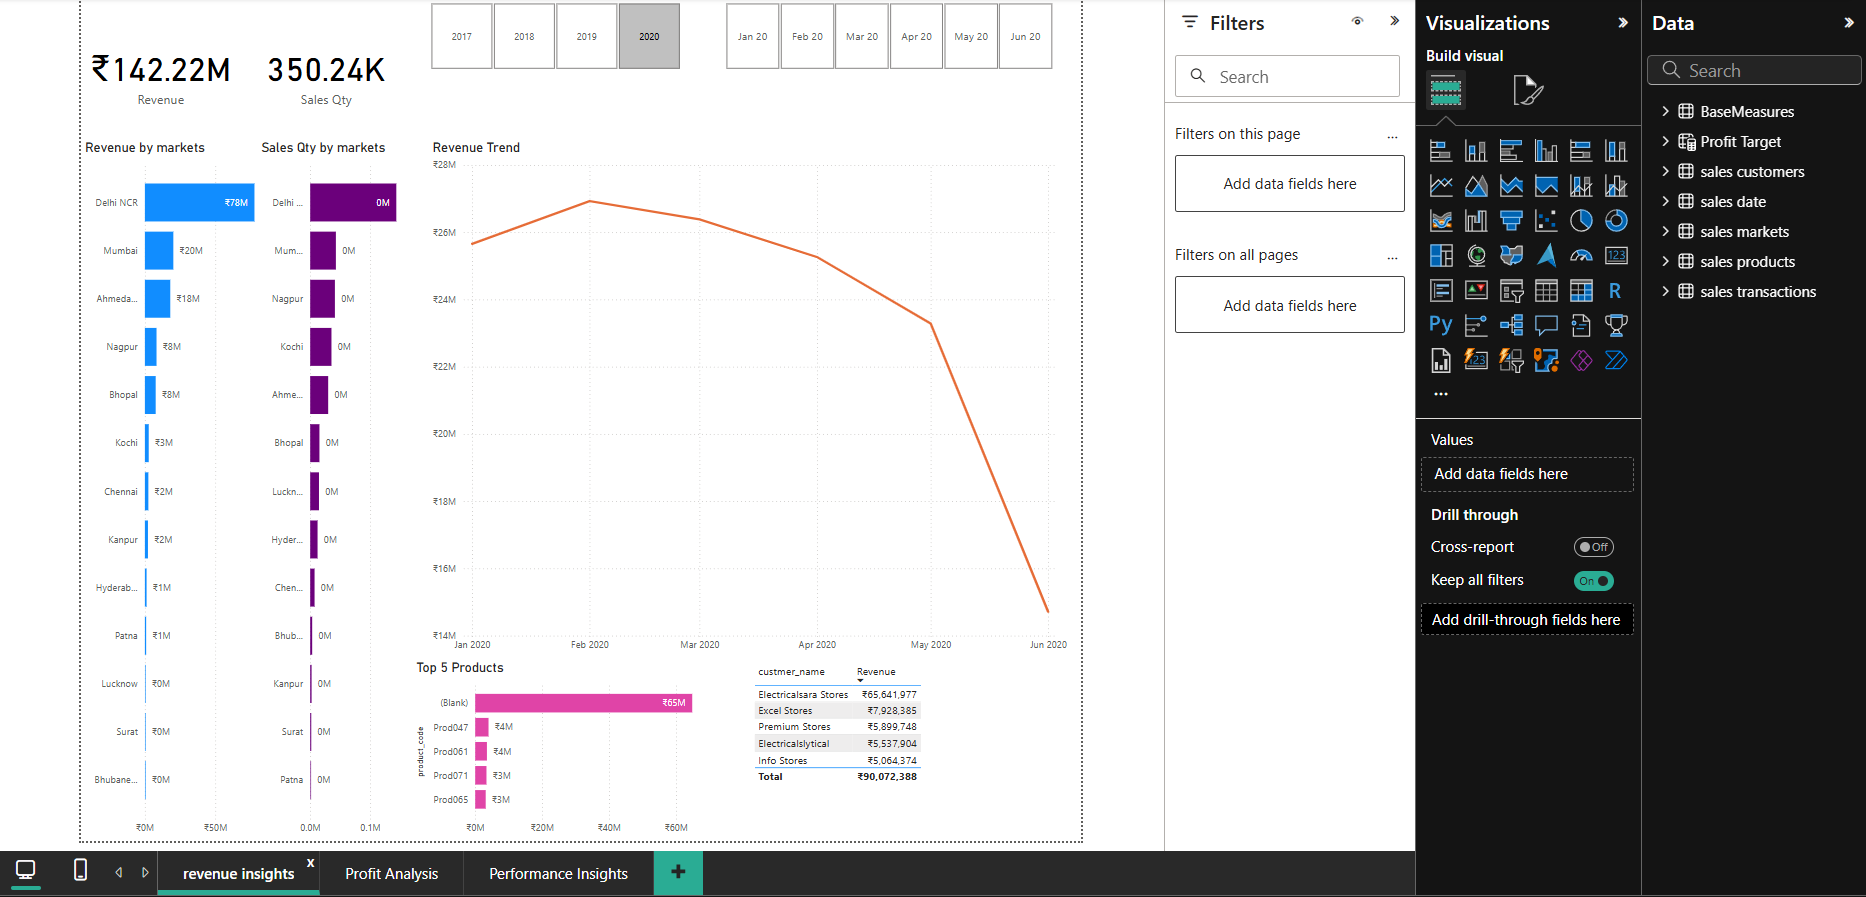 2017
2018
2019
2020
Jan 20
Feb 20
Mar 20
Apr 20
May 20
Jun 20
₹142.22M
Revenue
350.24K
Sales Qty
Revenue by markets
Delhi NCR ₹78M
Mumbai ₹20M
Ahmeda... ₹18M
Nagpur ₹8M
Bhopal ₹8M
Kochi ₹3M
Chennai ₹2M
Kanpur ₹2M
Hyderab... ₹1M
Patna ₹1M
Lucknow ₹0M
Surat ₹0M
Bhubane... ₹0M
₹0M ₹50M
Sales Qty by markets
Delhi ... 0M
Mum... 0M
Nagpur 0M
Kochi 0M
Ahme... 0M
Bhopal 0M
Luckn... 0M
Hyder... 0M
Chen... 0M
Bhub... 0M
Kanpur 0M
Surat 0M
Patna 0M
0.0M 0.1M
Revenue Trend
₹28M
₹26M
₹24M
₹22M
₹20M
₹18M
₹16M
₹14M
Jan 2020 Feb 2020 Mar 2020 Apr 2020 May 2020 Jun 2020
Top 5 Products
product_code
(Blank) ₹65M
Prod047 ₹4M
Prod061 ₹4M
Prod071 ₹3M
Prod065 ₹3M
₹0M ₹20M ₹40M ₹60M
custmer_name Revenue
Electricalsara Stores ₹65,641,977
Excel Stores ₹7,928,385
Premium Stores ₹5,899,748
Electricalslytical ₹5,537,904
Info Stores ₹5,064,374
Total ₹90,072,388
Filters
Search
Filters on this page ...
Add data fields here
Filters on all pages ...
Add data fields here
Visualizations
Build visual
123
R
Py
123
...
Values
Add data fields here
Drill through
Cross-report Off
Keep all filters On
Add drill-through fields here
Data
Search
BaseMeasures
Profit Target
sales customers
sales date
sales markets
sales products
sales transactions
revenue insights x
Profit Analysis
Performance Insights
+